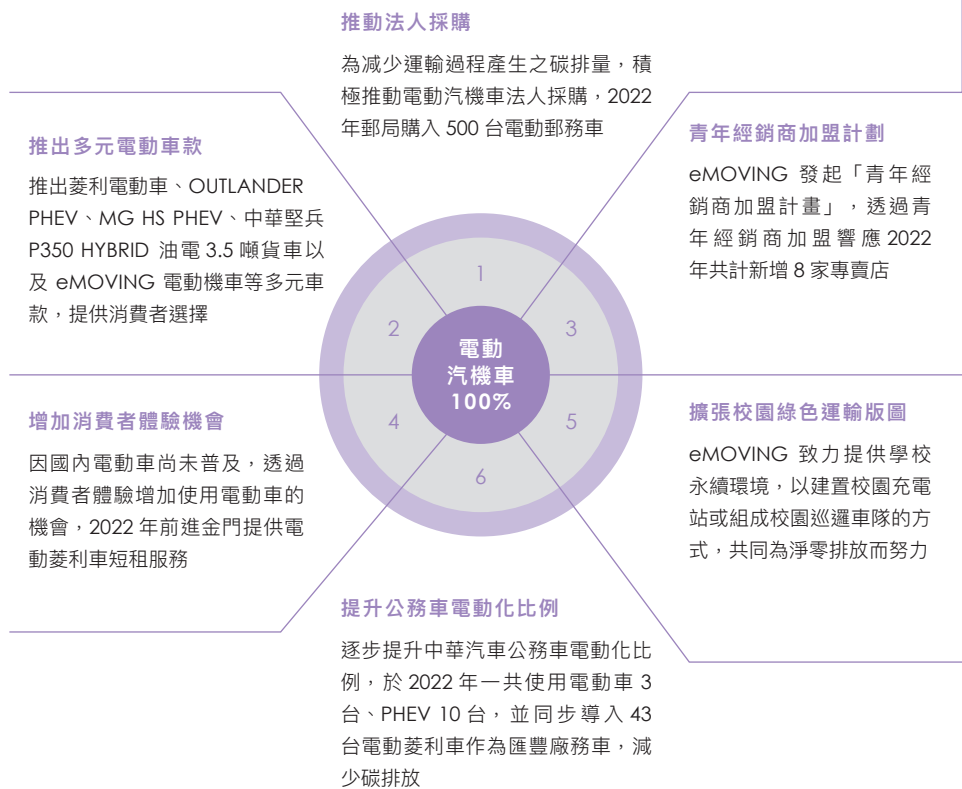 推動法人採購
為減少運輸過程產生之碳排量，積
極推動電動汽機車法人採購，2022
年郵局購入 500 台電動郵務車
推出多元電動車款
推出菱利電動車、OUTLANDER
PHEV、MG HS PHEV、中華堅兵
P350 HYBRID 油電 3.5 噸貨車以
及 eMOVING 電動機車等多元車
款，提供消費者選擇
青年經銷商加盟計劃
eMOVING 發起「青年經
銷商加盟計畫」，透過青
年經銷商加盟響應 2022
年共計新增 8 家專賣店
1
2
3
電動
汽機車
100%
4
5
6
增加消費者體驗機會
因國內電動車尚未普及，透過
消費者體驗增加使用電動車的
機會，2022 年前進金門提供電
動菱利車短租服務
擴張校園綠色運輸版圖
eMOVING 致力提供學校
永續環境，以建置校園充電
站或組成校園巡邏車隊的方
式，共同為淨零排放而努力
提升公務車電動化比例
逐步提升中華汽車公務車電動化比
例，於 2022 年一共使用電動車 3
台、PHEV 10 台，並同步導入 43
台電動菱利車作為匯豐廠務車，減
少碳排放